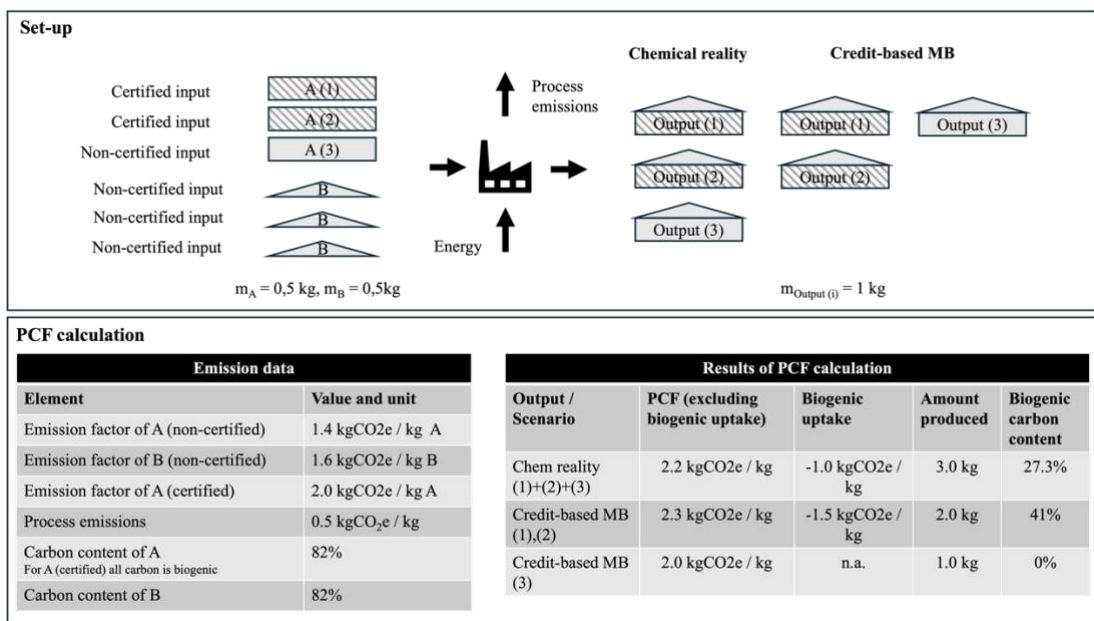 Set-up
Chemical reality
Credit-based MB
Certified input
A (1)
Certified input
A (2)
Non-certified input
A (3)
Non-certified input
B
Non-certified input
B
Non-certified input
B
Process
emissions
Energy
Output (1)
Output (1)
Output (3)
Output (2)
Output (2)
Output (3)
mA = 0,5 kg, mB = 0,5kg
mOutput (i) = 1 kg
PCF calculation
Emission data
Element Value and unit
Emission factor of A (non-certified) 1.4 kgCO2e / kg A
Emission factor of B (non-certified) 1.6 kgCO2e / kg B
Emission factor of A (certified) 2.0 kgCO2e / kg A
Process emissions 0.5 kgCO₂e / kg
Carbon content of A 82%
For A (certified) all carbon is biogenic
Carbon content of B 82%
Results of PCF calculation
Output / PCF (excluding Biogenic Amount Biogenic
Scenario biogenic uptake) uptake produced carbon
content
Chem reality 2.2 kgCO2e / kg -1.0 kgCO2e / 3.0 kg 27.3%
(1)+(2)+(3) kg
Credit-based MB 2.3 kgCO2e / kg -1.5 kgCO2e / 2.0 kg 41%
(1),(2) kg
Credit-based MB 2.0 kgCO2e / kg n.a. 1.0 kg 0%
(3)